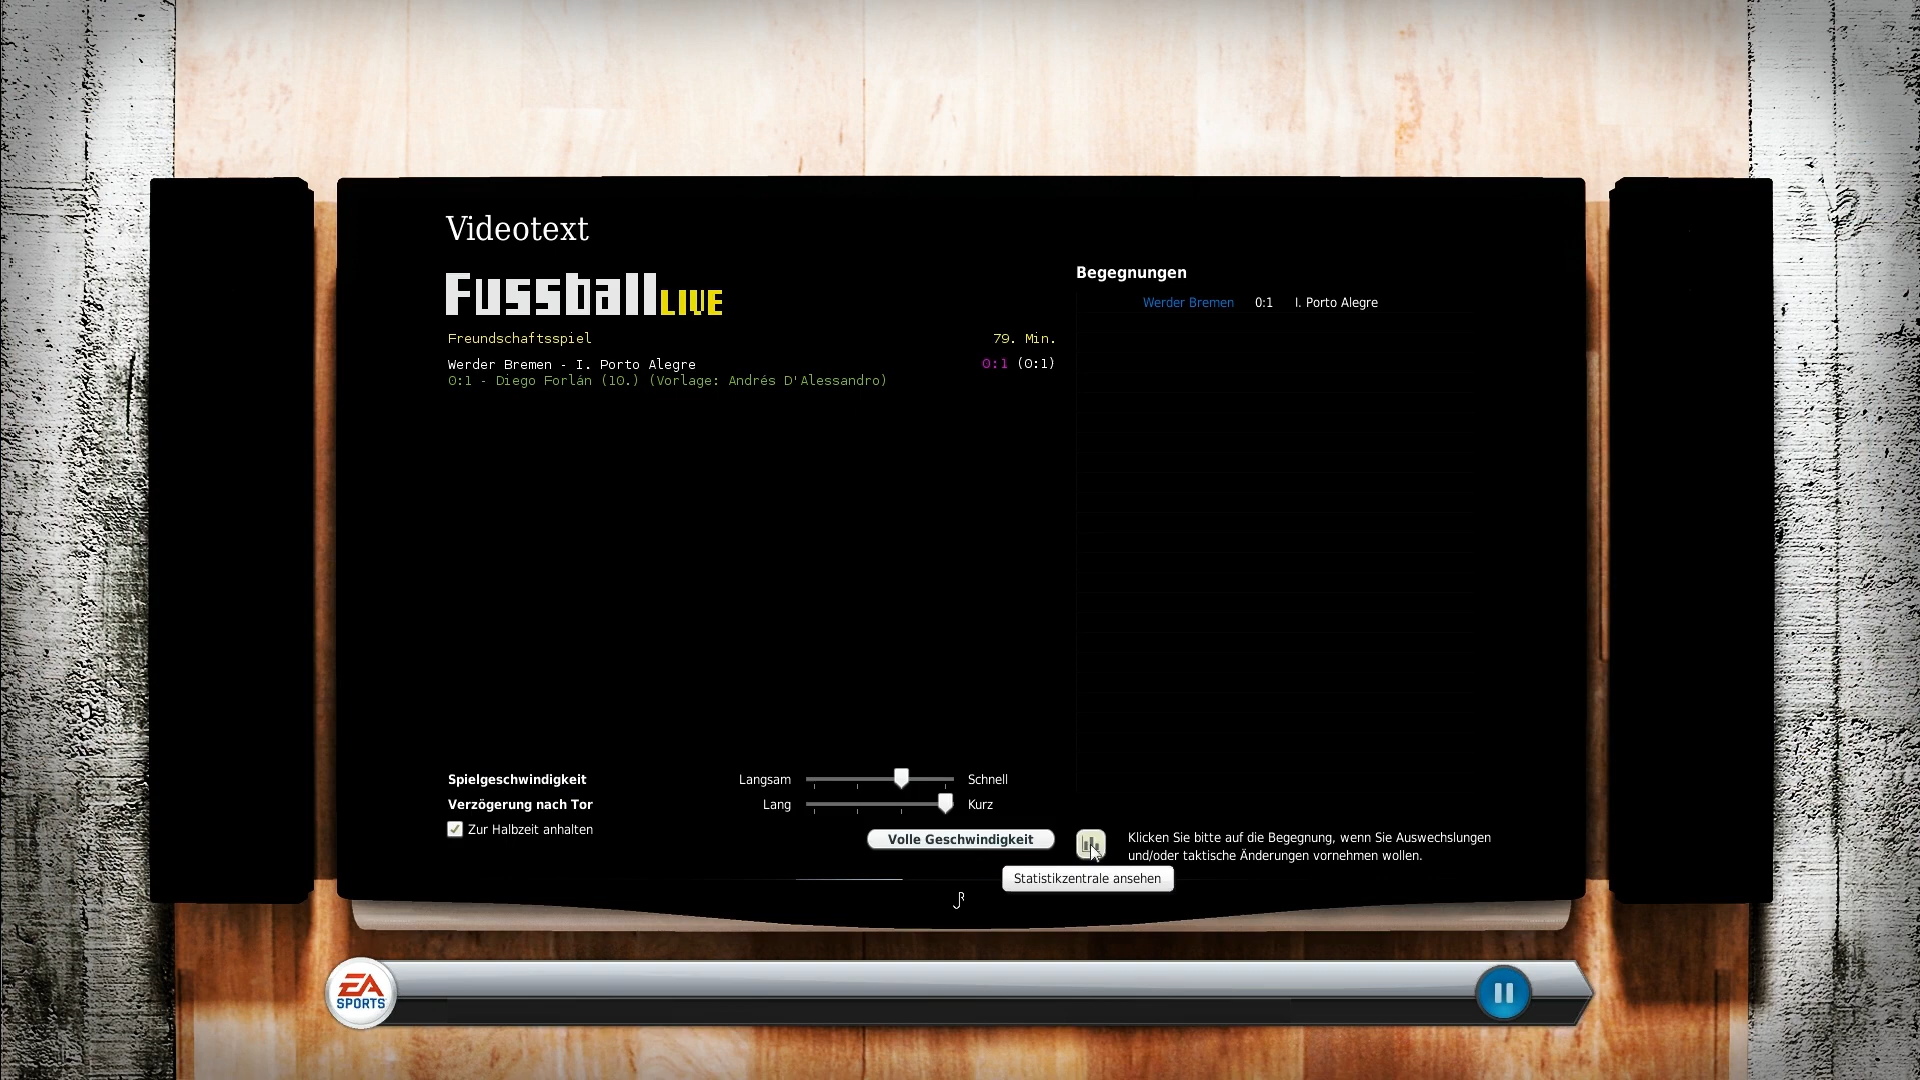 Videotext
Fussball LIVE
Freundschaftsspiel 79. Min.
Werder Bremen - I. Porto Alegre 0:1 (0:1)
0:1 - Diego Forlán (10.) (Vorlage: Andrés D'Alessandro)
Begegnungen
Werder Bremen 0:1 I. Porto Alegre
Spielgeschwindigkeit Langsam Schnell
Verzögerung nach Tor Lang Kurz
Zur Halbzeit anhalten
Volle Geschwindigkeit
Klicken Sie bitte auf die Begegnung, wenn Sie Auswechslungen
und/oder taktische Änderungen vornehmen wollen.
Statistikzentrale ansehen
EA
SPORTS